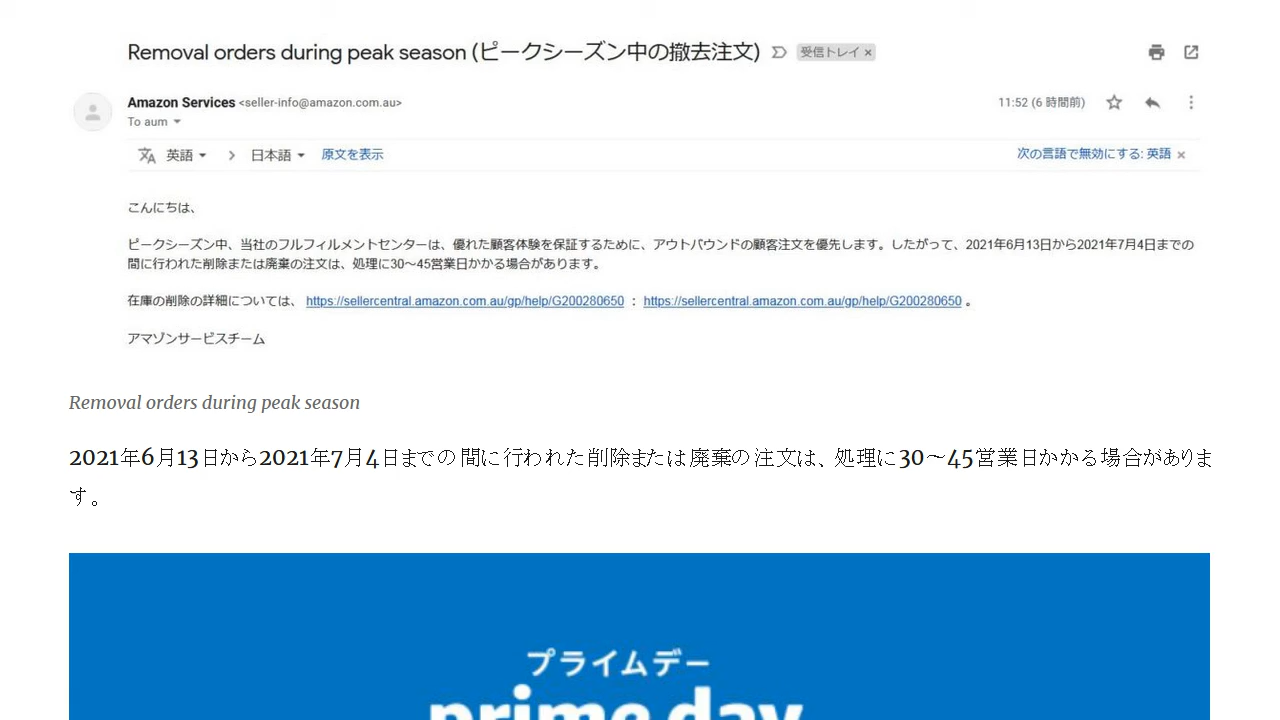 Removal orders during peak season (ピークシーズン中の撤去注文) 受信トレイ ×
Amazon Services <seller-info@amazon.com.au> 11:52 (6 時間前)
To aum
英語 日本語 原文を表示 次の言語で無効にする: 英語 ×
こんにちは、
ピークシーズン中、当社のフルフィルメントセンターは、優れた顧客体験を保証するために、アウトバウンドの顧客注文を優先します。したがって、2021年6月13日から2021年7月4日までの
間に行われた削除または廃棄の注文は、処理に30〜45営業日かかる場合があります。
在庫の削除の詳細については、 https://sellercentral.amazon.com.au/gp/help/G200280650 : https://sellercentral.amazon.com.au/gp/help/G200280650 。
アマゾンサービスチーム
Removal orders during peak season
2021年6月13日から2021年7月4日までの間に行われた削除または廃棄の注文は、処理に30〜45営業日かかる場合がありま
す。
プライムデー
prime day